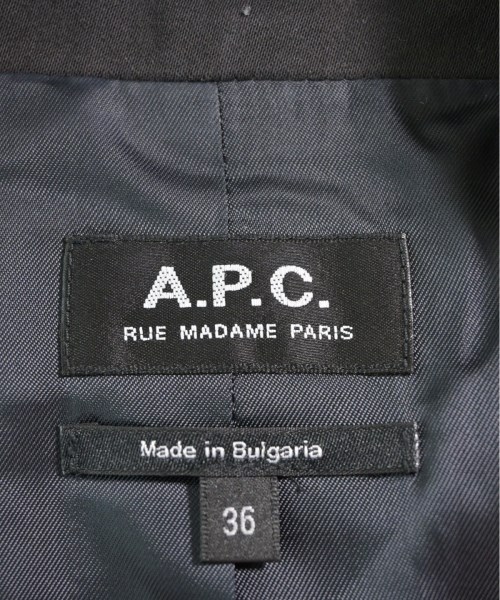 A.P.C.
RUE MADAME PARIS
Made in Bulgaria
36